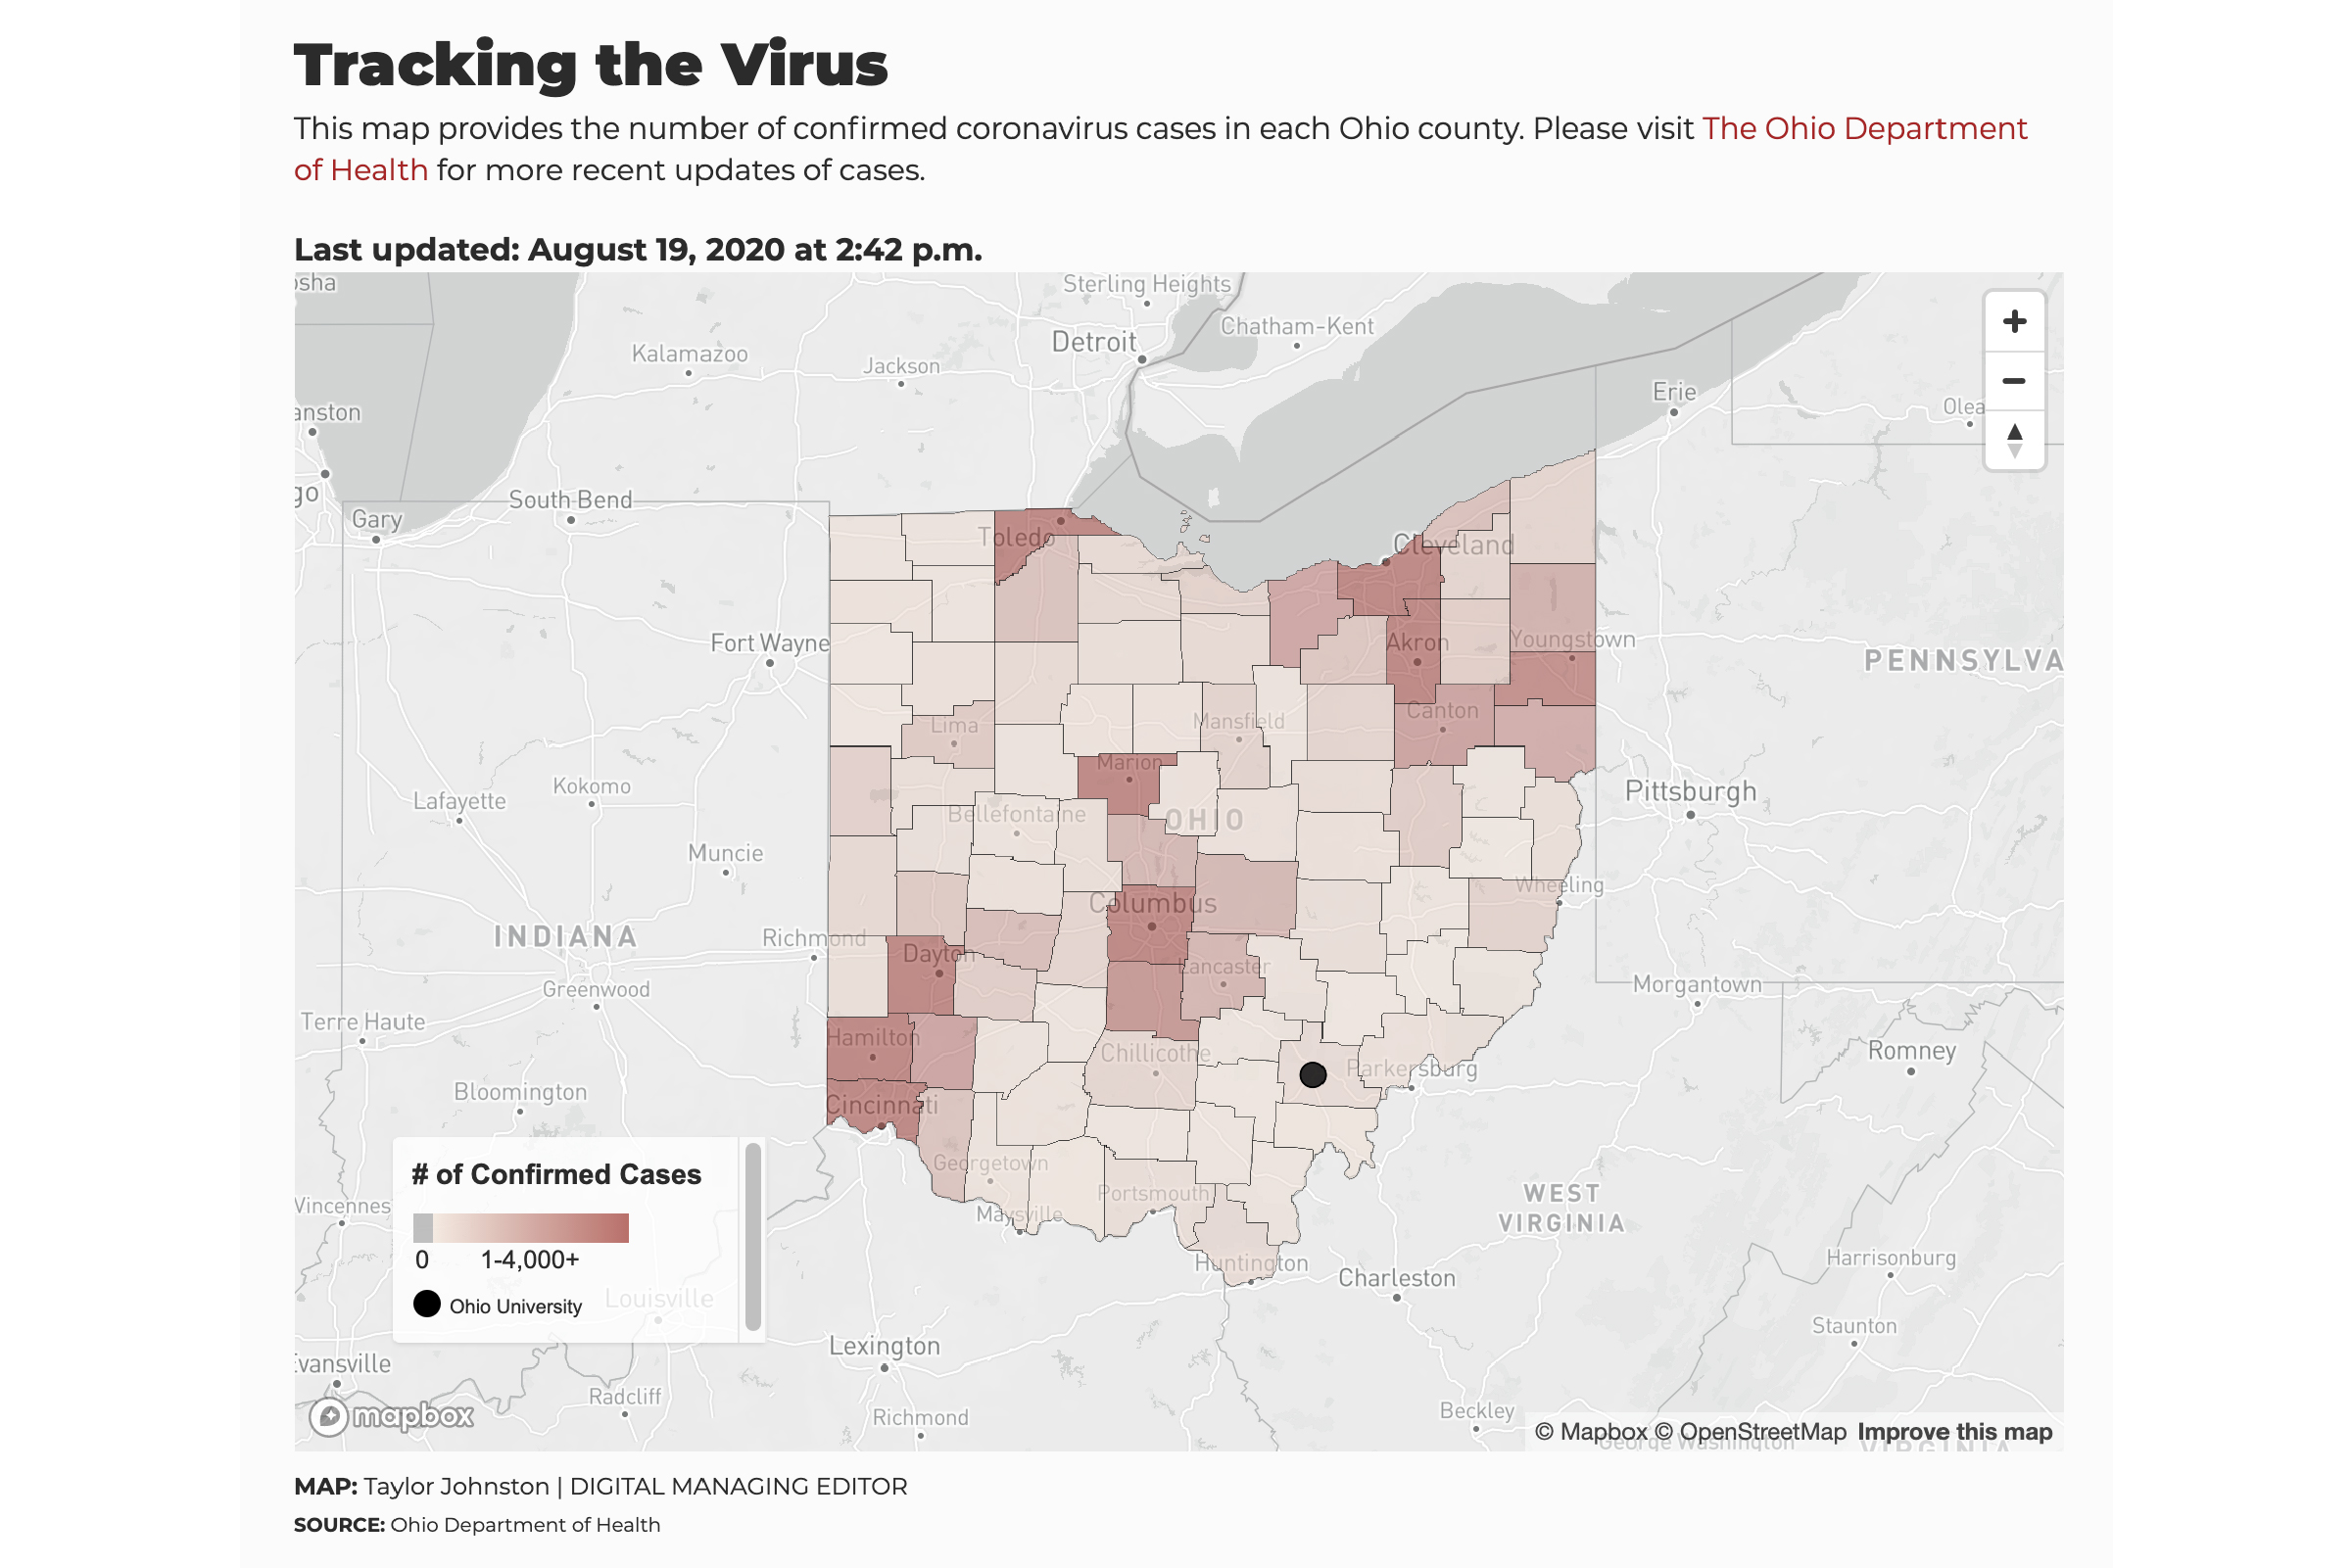 Tracking the Virus
This map provides the number of confirmed coronavirus cases in each Ohio county. Please visit The Ohio Department
of Health for more recent updates of cases.
Last updated: August 19, 2020 at 2:42 p.m.
osha
Sterling Heights
Chatham-Kent
Detroit
Kalamazoo
Jackson
Erie
+
−
anston
Olea
go
South Bend
Gary
Toledo
Cleveland
Fort Wayne
Akron
Youngstown
PENNSYLVA
Lima
Mansfield
Canton
Marion
Kokomo
Lafayette
Pittsburgh
Bellefontaine
OHIO
Muncie
Wheeling
Columbus
INDIANA
Richmond
Dayton
Lancaster
Greenwood
Morgantown
Terre Haute
Hamilton
Chillicothe
Parkersburg
Romney
Bloomington
Cincinnati
Georgetown
Portsmouth
Maysville
WEST
VIRGINIA
Vincennes
# of Confirmed Cases
0 1-4,000+
Ohio University
Louisville
Huntington
Charleston
Harrisonburg
Staunton
Lexington
Evansville
Radcliff
Richmond
Beckley
mapbox
© Mapbox © OpenStreetMap Improve this map
George Washington
VIRGINIA
MAP: Taylor Johnston | DIGITAL MANAGING EDITOR
SOURCE: Ohio Department of Health